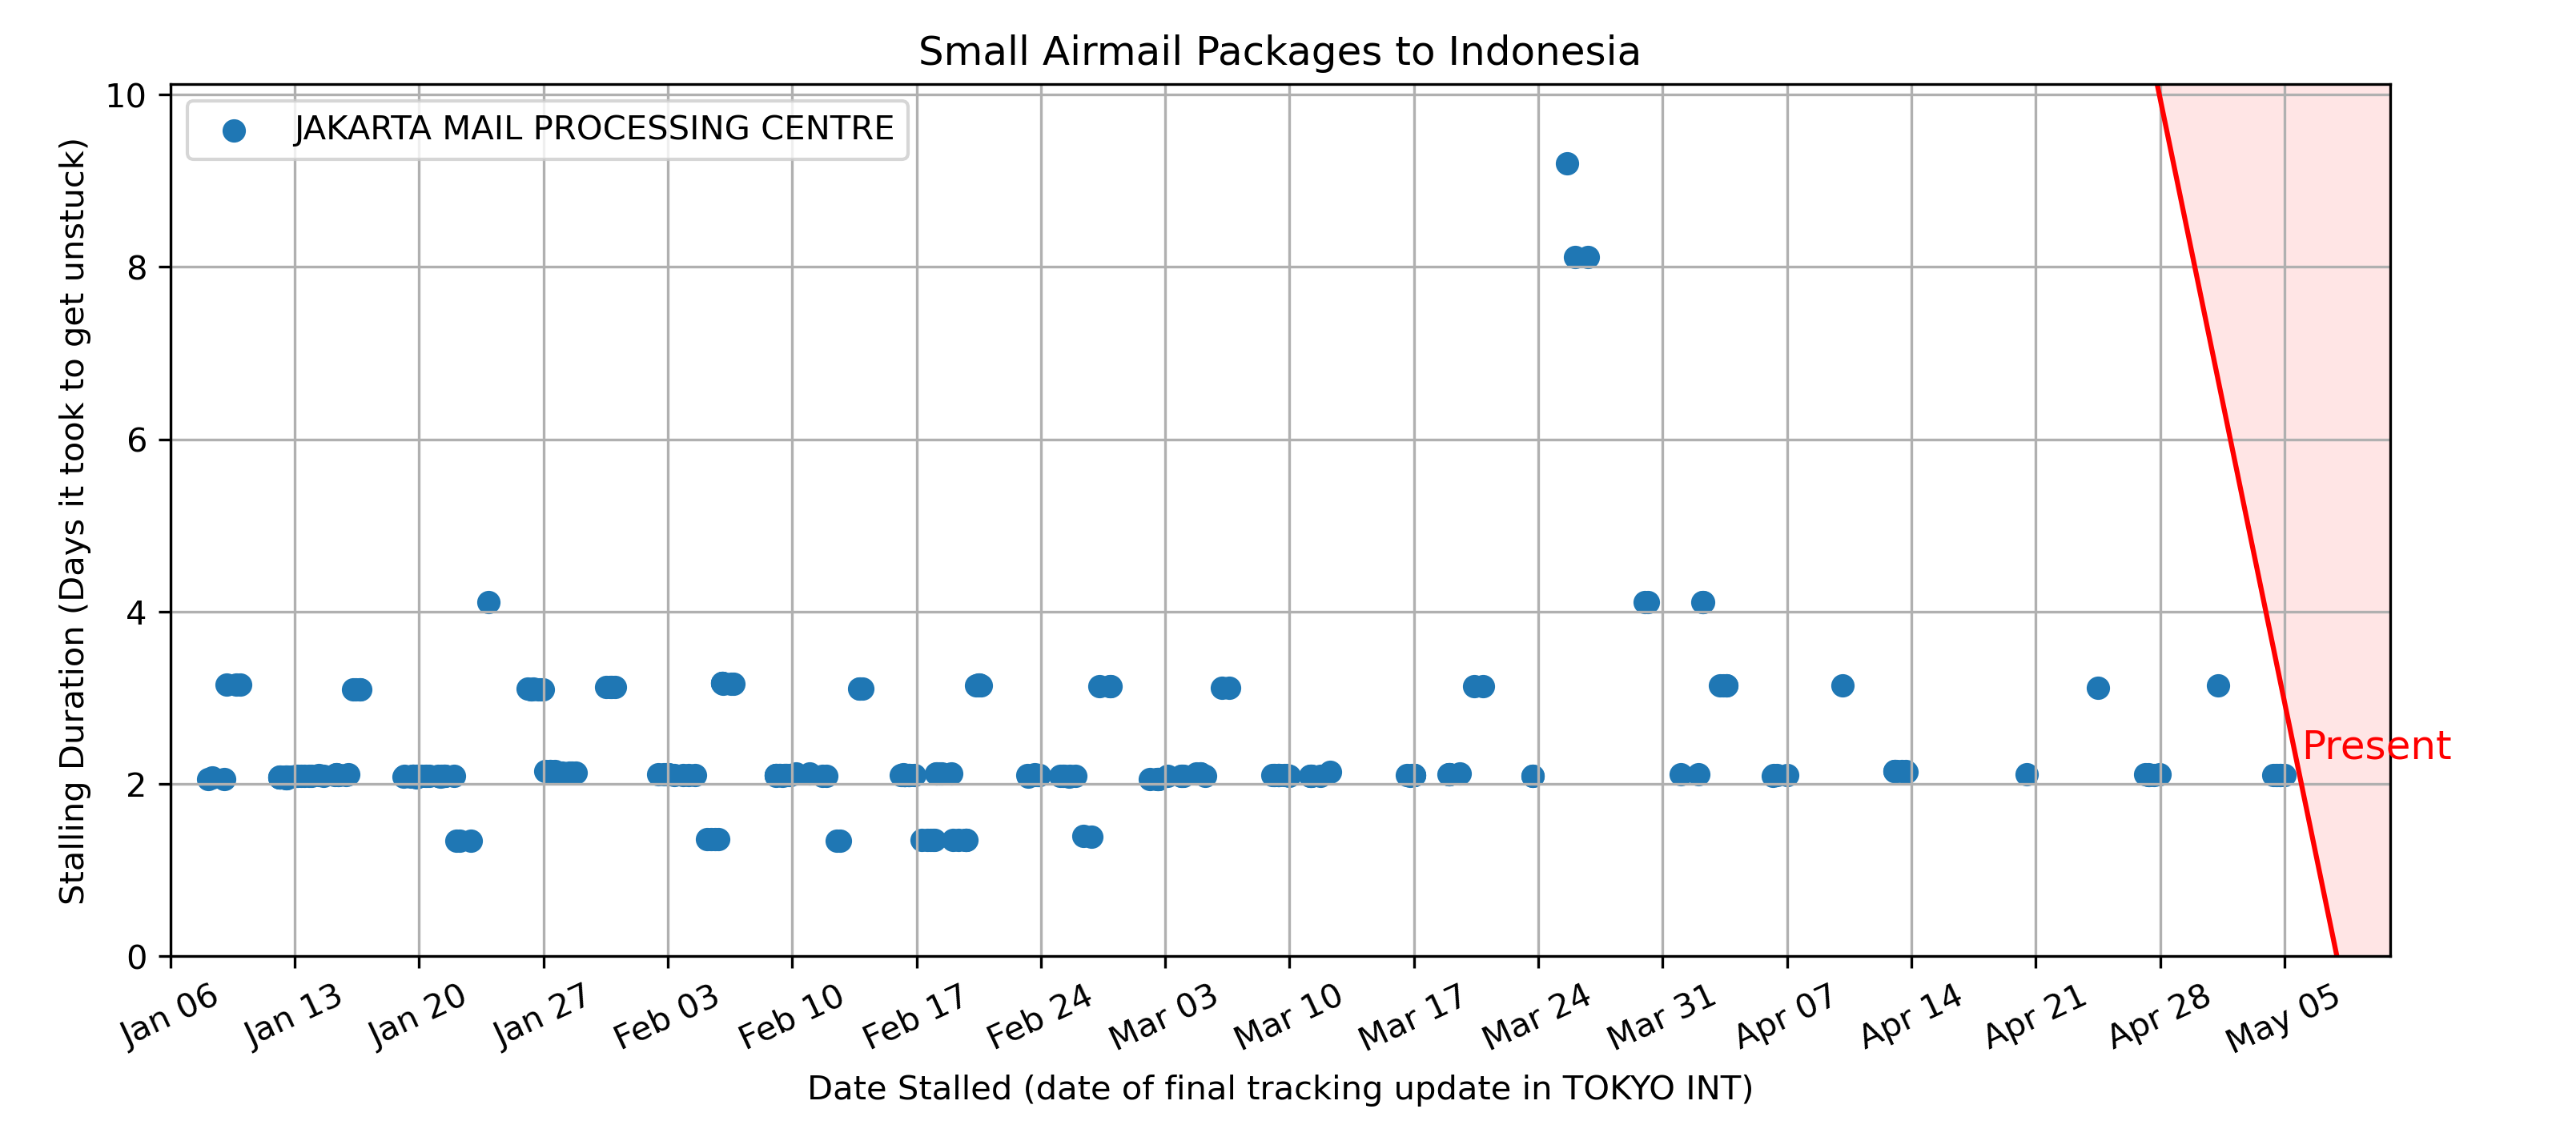 Small Airmail Packages to Indonesia
JAKARTA MAIL PROCESSING CENTRE
Stalling Duration (Days it took to get unstuck)
10
8
6
4
2
0
Present
Jan 06
Jan 13
Jan 20
Jan 27
Feb 03
Feb 10
Feb 17
Feb 24
Mar 03
Mar 10
Mar 17
Mar 24
Mar 31
Apr 07
Apr 14
Apr 21
Apr 28
May 05
Date Stalled (date of final tracking update in TOKYO INT)